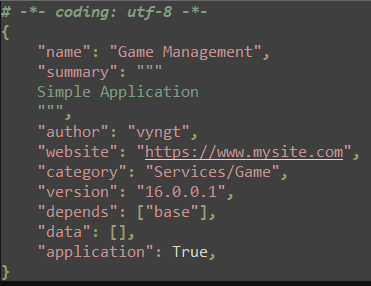 # -*- coding: utf-8 -*-
{
    "name": "Game Management",
    "summary": """
    Simple Application
    """,
    "author": "vyngt",
    "website": "https://www.mysite.com",
    "category": "Services/Game",
    "version": "16.0.0.1",
    "depends": ["base"],
    "data": [],
    "application": True,
}